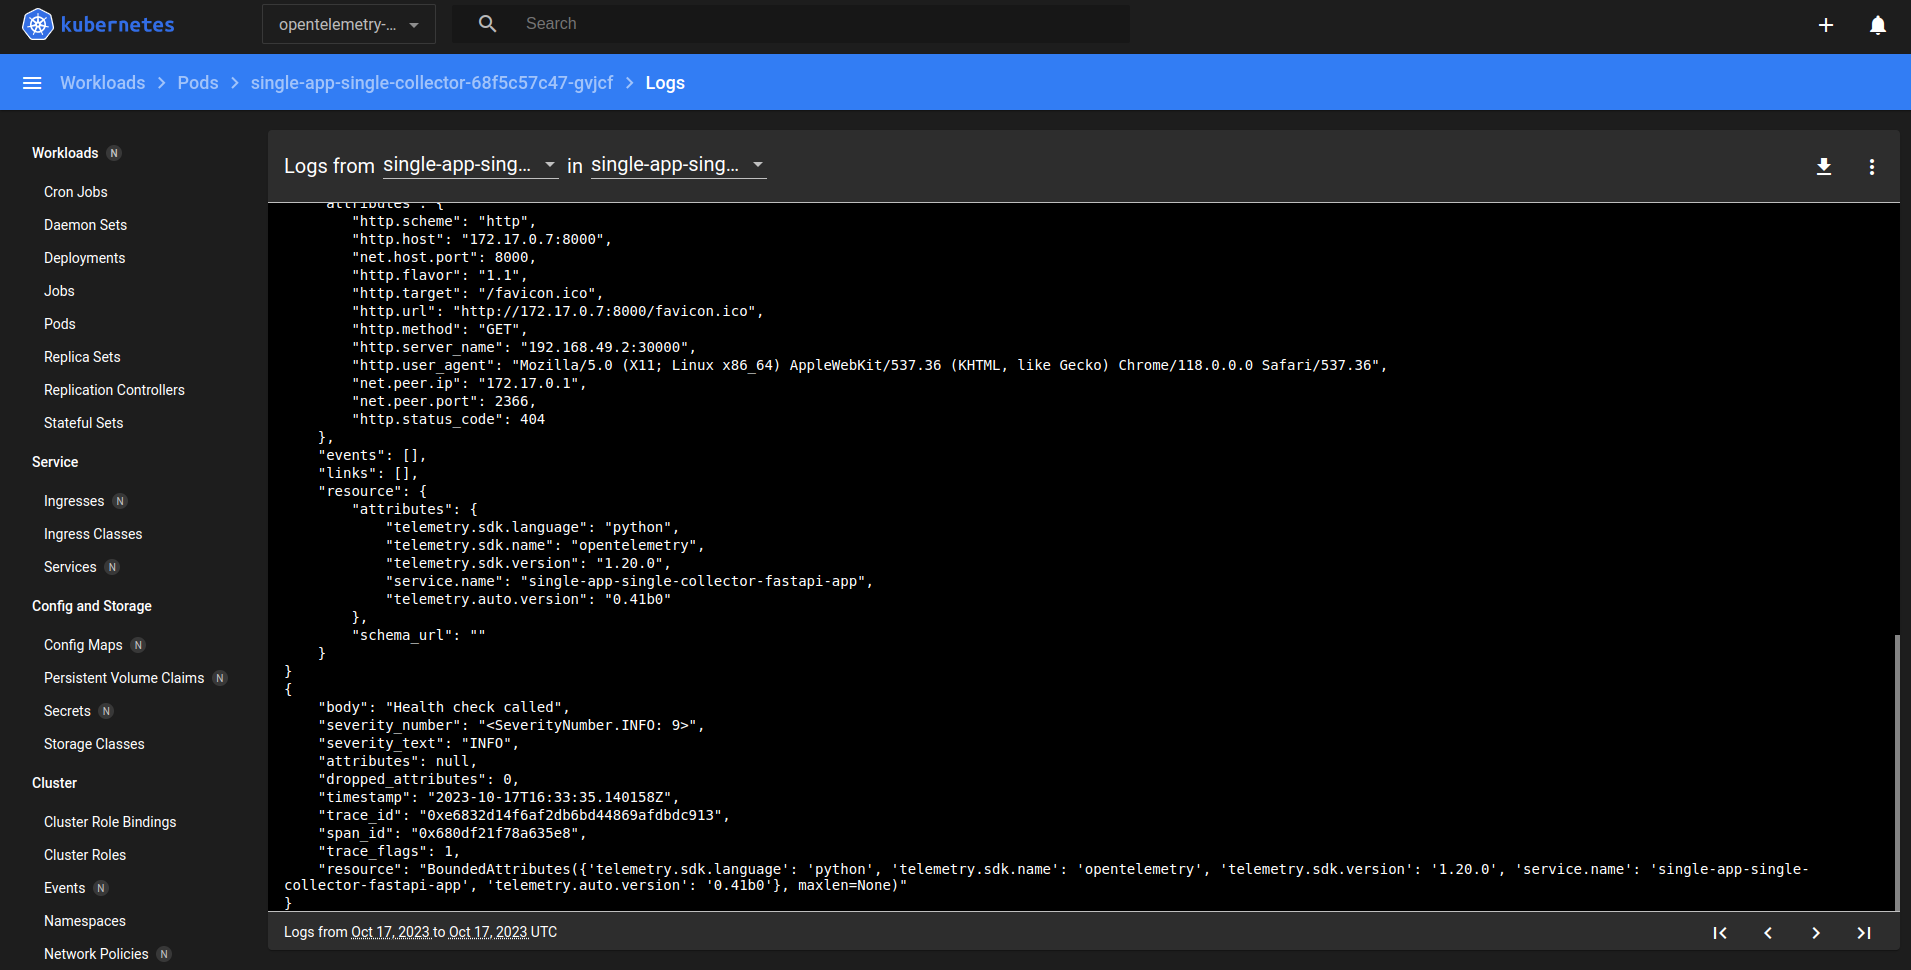 kubernetes
opentelemetry-...
Search
Workloads > Pods > single-app-single-collector-68f5c57c47-gvjcf > Logs
Workloads N
Cron Jobs
Daemon Sets
Deployments
Jobs
Pods
Replica Sets
Replication Controllers
Stateful Sets
Service
Ingresses N
Ingress Classes
Services N
Config and Storage
Config Maps N
Persistent Volume Claims N
Secrets N
Storage Classes
Cluster
Cluster Role Bindings
Cluster Roles
Events N
Namespaces
Network Policies N
Logs from single-app-sing... in single-app-sing...
"attributes": {
"http.scheme": "http",
"http.host": "172.17.0.7:8000",
"net.host.port": 8000,
"http.flavor": "1.1",
"http.target": "/favicon.ico",
"http.url": "http://172.17.0.7:8000/favicon.ico",
"http.method": "GET",
"http.server_name": "192.168.49.2:30000",
"http.user_agent": "Mozilla/5.0 (X11; Linux x86_64) AppleWebKit/537.36 (KHTML, like Gecko) Chrome/118.0.0.0 Safari/537.36",
"net.peer.ip": "172.17.0.1",
"net.peer.port": 2366,
"http.status_code": 404
},
"events": [],
"links": [],
"resource": {
"attributes": {
"telemetry.sdk.language": "python",
"telemetry.sdk.name": "opentelemetry",
"telemetry.sdk.version": "1.20.0",
"service.name": "single-app-single-collector-fastapi-app",
"telemetry.auto.version": "0.41b0"
},
"schema_url": ""
}
}
{
"body": "Health check called",
"severity_number": "<SeverityNumber.INFO: 9>",
"severity_text": "INFO",
"attributes": null,
"dropped_attributes": 0,
"timestamp": "2023-10-17T16:33:35.140158Z",
"trace_id": "0xe6832d14f6af2db6bd44869afdbdc913",
"span_id": "0x680df21f78a635e8",
"trace_flags": 1,
"resource": "BoundedAttributes({'telemetry.sdk.language': 'python', 'telemetry.sdk.name': 'opentelemetry', 'telemetry.sdk.version': '1.20.0', 'service.name': 'single-app-single-
collector-fastapi-app', 'telemetry.auto.version': '0.41b0'}, maxlen=None)"
}
Logs from Oct 17, 2023 to Oct 17, 2023 UTC